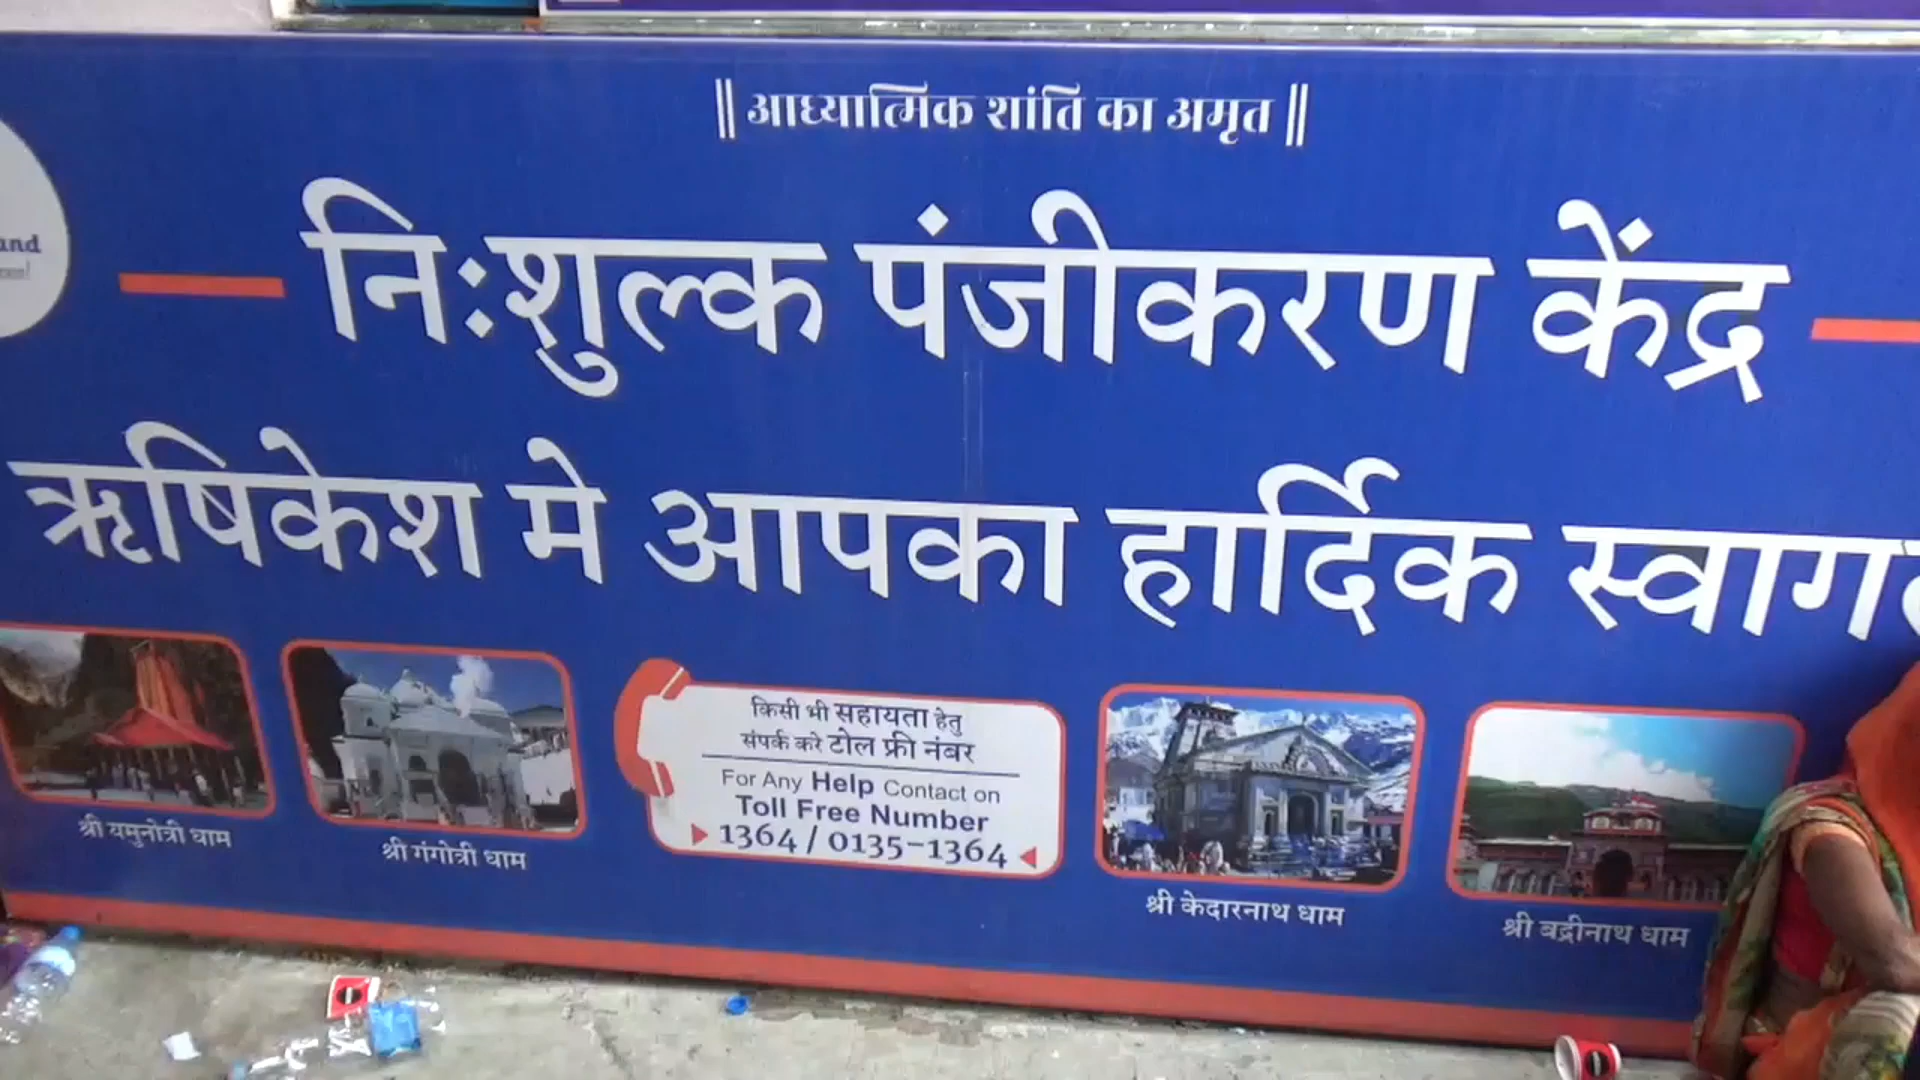 || आध्यात्मिक शांति का अमृत ||
निःशुल्क पंजीकरण केंद्र
ऋषिकेश मे आपका हार्दिक
किसी भी सहायता हेतु
संपर्क करे टोल फ्री नंबर
For Any Help Contact on
Toll Free Number
1364 / 0135-1364
श्री यमुनोत्री धाम
श्री गंगोत्री धाम
श्री केदारनाथ धाम
श्री बद्रीनाथ धाम